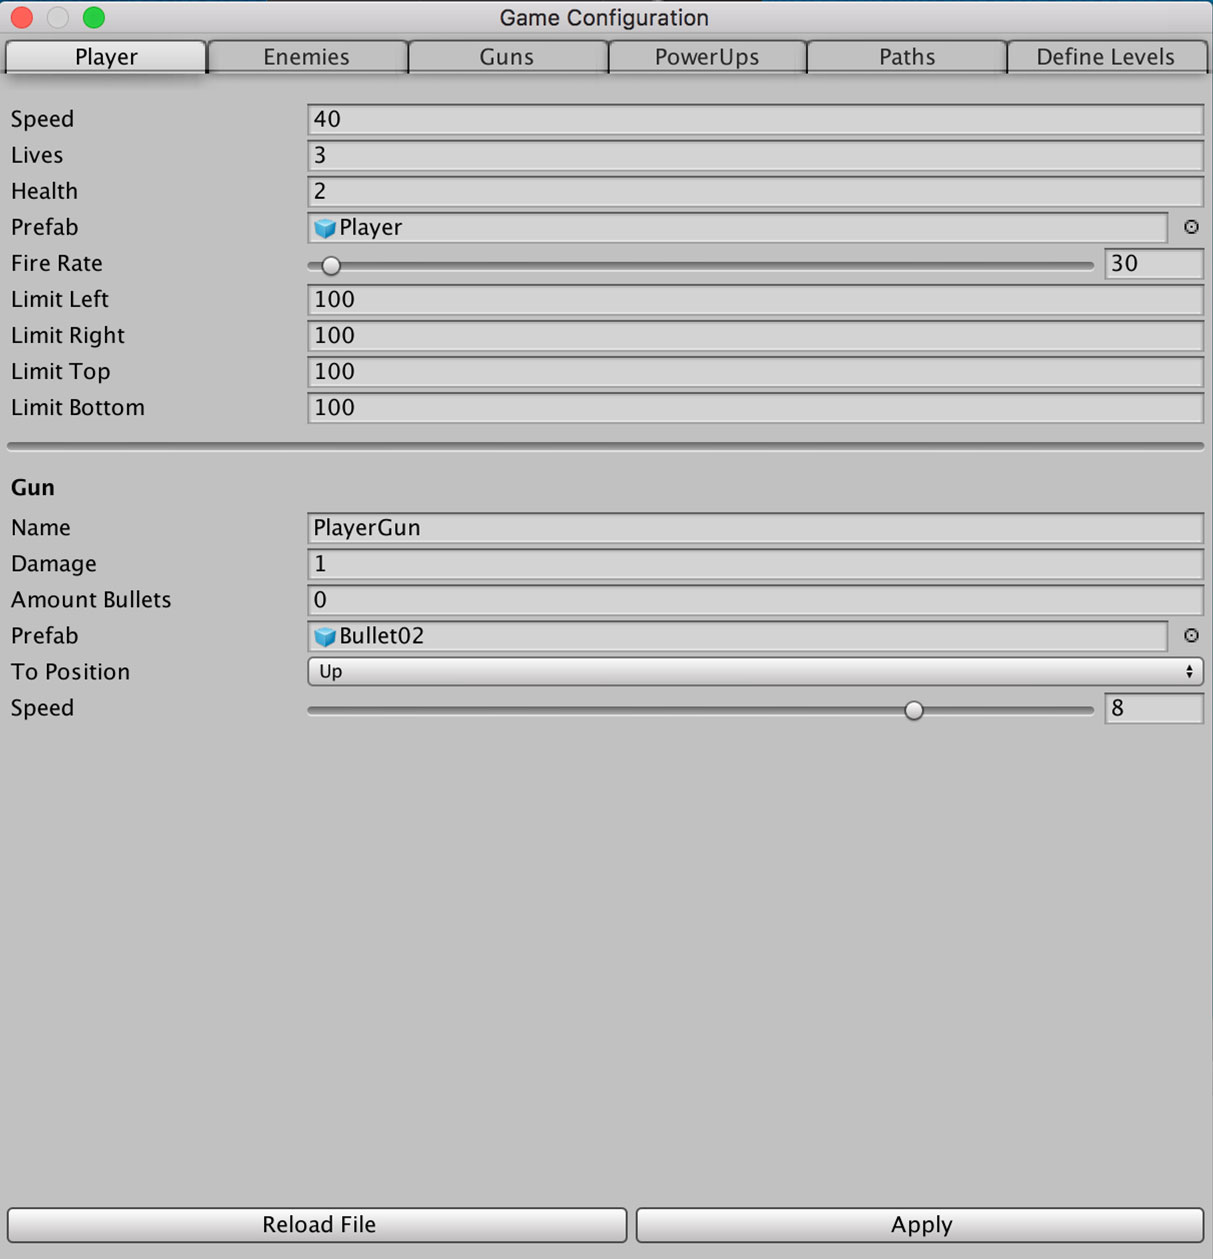 Game Configuration
Player Enemies Guns PowerUps Paths Define Levels
Speed 40
Lives 3
Health 2
Prefab Player
Fire Rate 30
Limit Left 100
Limit Right 100
Limit Top 100
Limit Bottom 100
Gun
Name PlayerGun
Damage 1
Amount Bullets 0
Prefab Bullet02
To Position Up
Speed 8
Reload File Apply